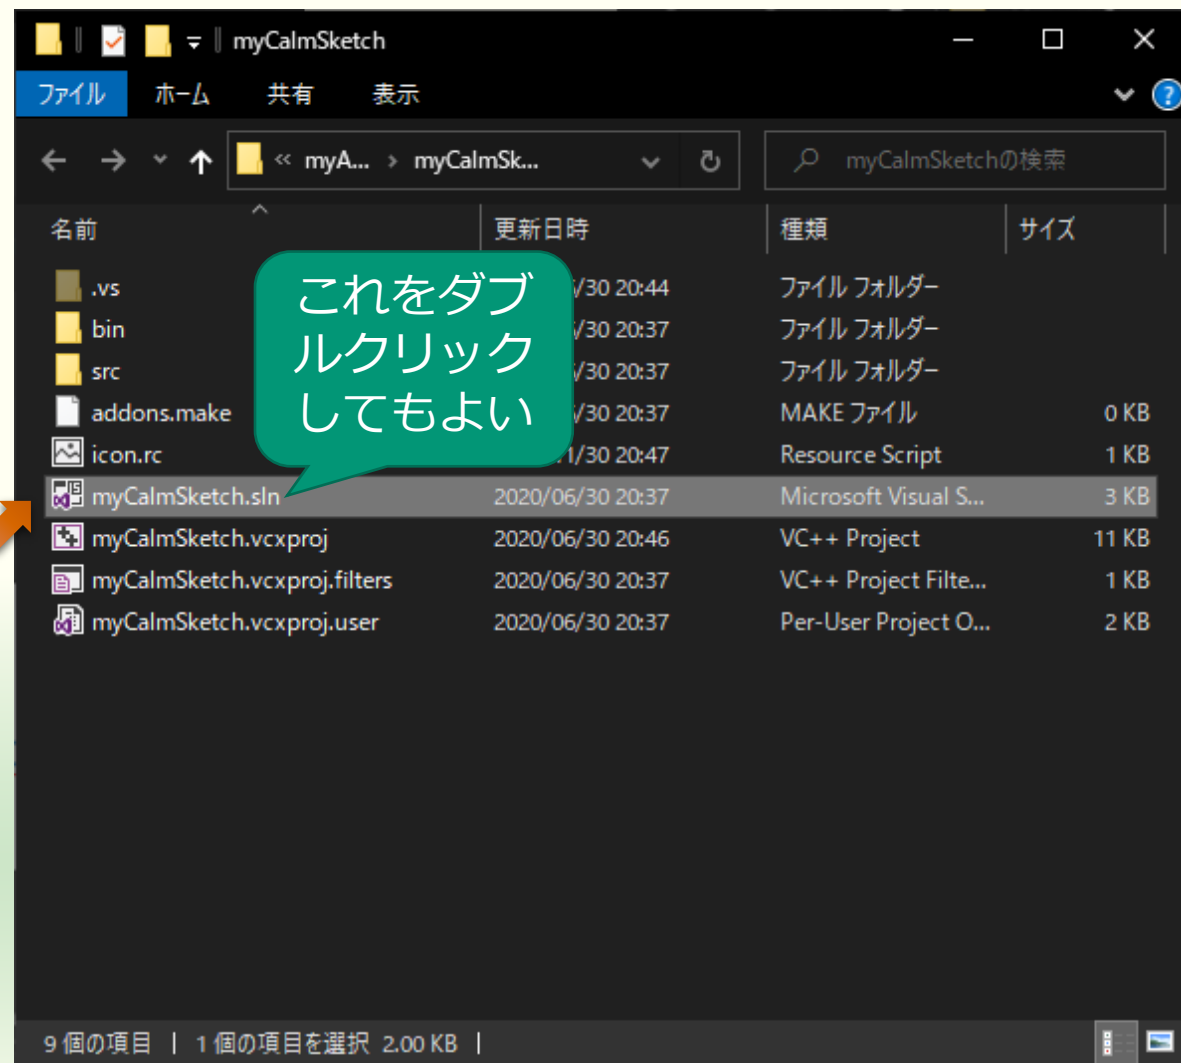 myCalmSketch
ファイル ホーム 共有 表示
« myA... › myCalmSk... myCalmSketchの検索
名前 更新日時 種類 サイズ
.vs /30 20:44 ファイル フォルダー
bin /30 20:37 ファイル フォルダー
src /30 20:37 ファイル フォルダー
addons.make /30 20:37 MAKE ファイル 0 KB
icon.rc 1/30 20:47 Resource Script 1 KB
これをダブ
ルクリック
してもよい
myCalmSketch.sln 2020/06/30 20:37 Microsoft Visual S... 3 KB
myCalmSketch.vcxproj 2020/06/30 20:46 VC++ Project 11 KB
myCalmSketch.vcxproj.filters 2020/06/30 20:37 VC++ Project Filte... 1 KB
myCalmSketch.vcxproj.user 2020/06/30 20:37 Per-User Project O... 2 KB
9 個の項目 | 1 個の項目を選択 2.00 KB |